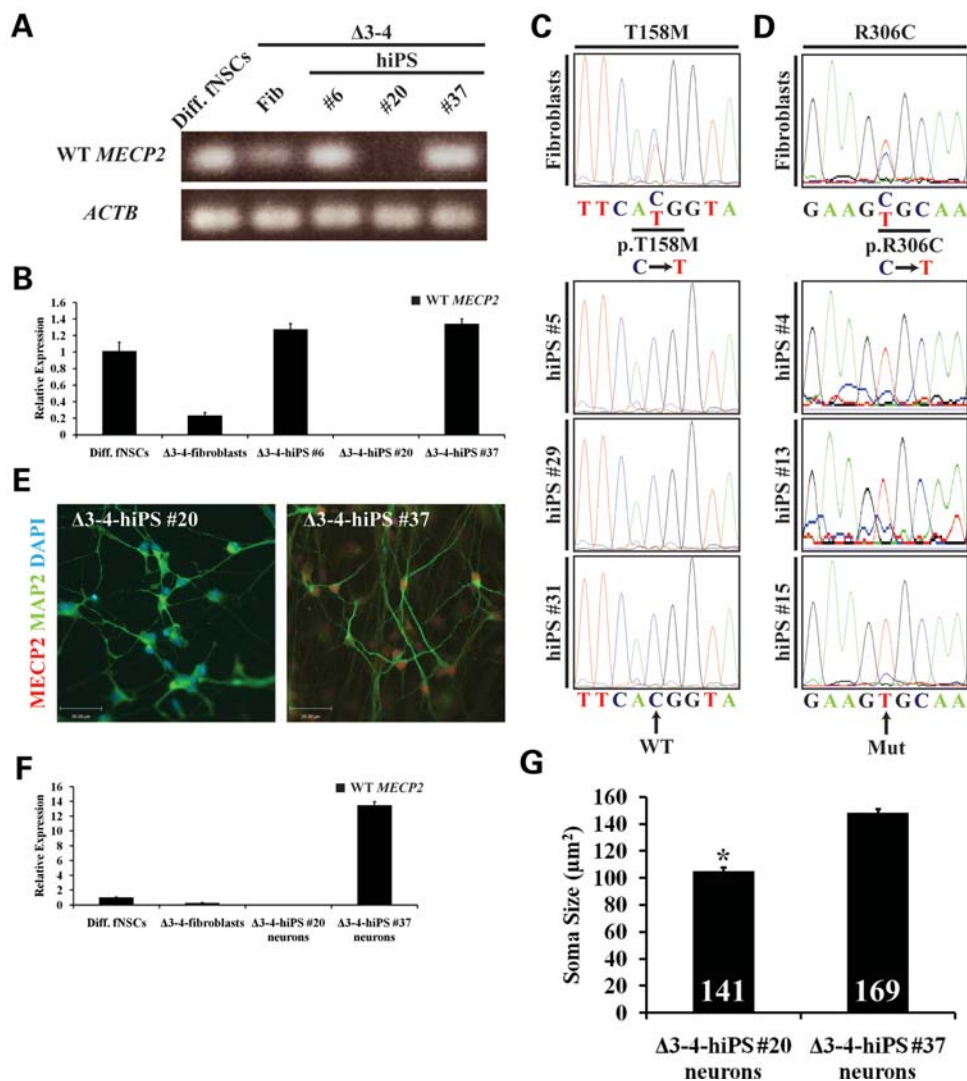 A
Δ3-4
hiPS
Diff. fNSCs
Fib
#6
#20
#37
WT MECP2
ACTB
B
WT MECP2
Relative Expression
1.6
1.4
1.2
1
0.8
0.6
0.4
0.2
0
Diff. fNSCs
Δ3-4-fibroblasts
Δ3-4-hiPS #6
Δ3-4-hiPS #20
Δ3-4-hiPS #37
E
MECP2 MAP2 DAPI
Δ3-4-hiPS #20
Δ3-4-hiPS #37
F
WT MECP2
Relative Expression
16
14
12
10
8
6
4
2
0
Diff. fNSCs
Δ3-4-fibroblasts
Δ3-4-hiPS #20
neurons
Δ3-4-hiPS #37
neurons
C
T158M
Fibroblasts
C
T T C A G G T A
T
p.T158M
C → T
hiPS #5
hiPS #29
hiPS #31
T T C A C G G T A
WT
D
R306C
Fibroblasts
C
G A A G G C A A
T
p.R306C
C → T
hiPS #4
hiPS #13
hiPS #15
G A A G T G C A A
Mut
G
Soma Size (μm²)
160
140
120
100
80
60
40
20
0
*
141
169
Δ3-4-hiPS #20
neurons
Δ3-4-hiPS #37
neurons